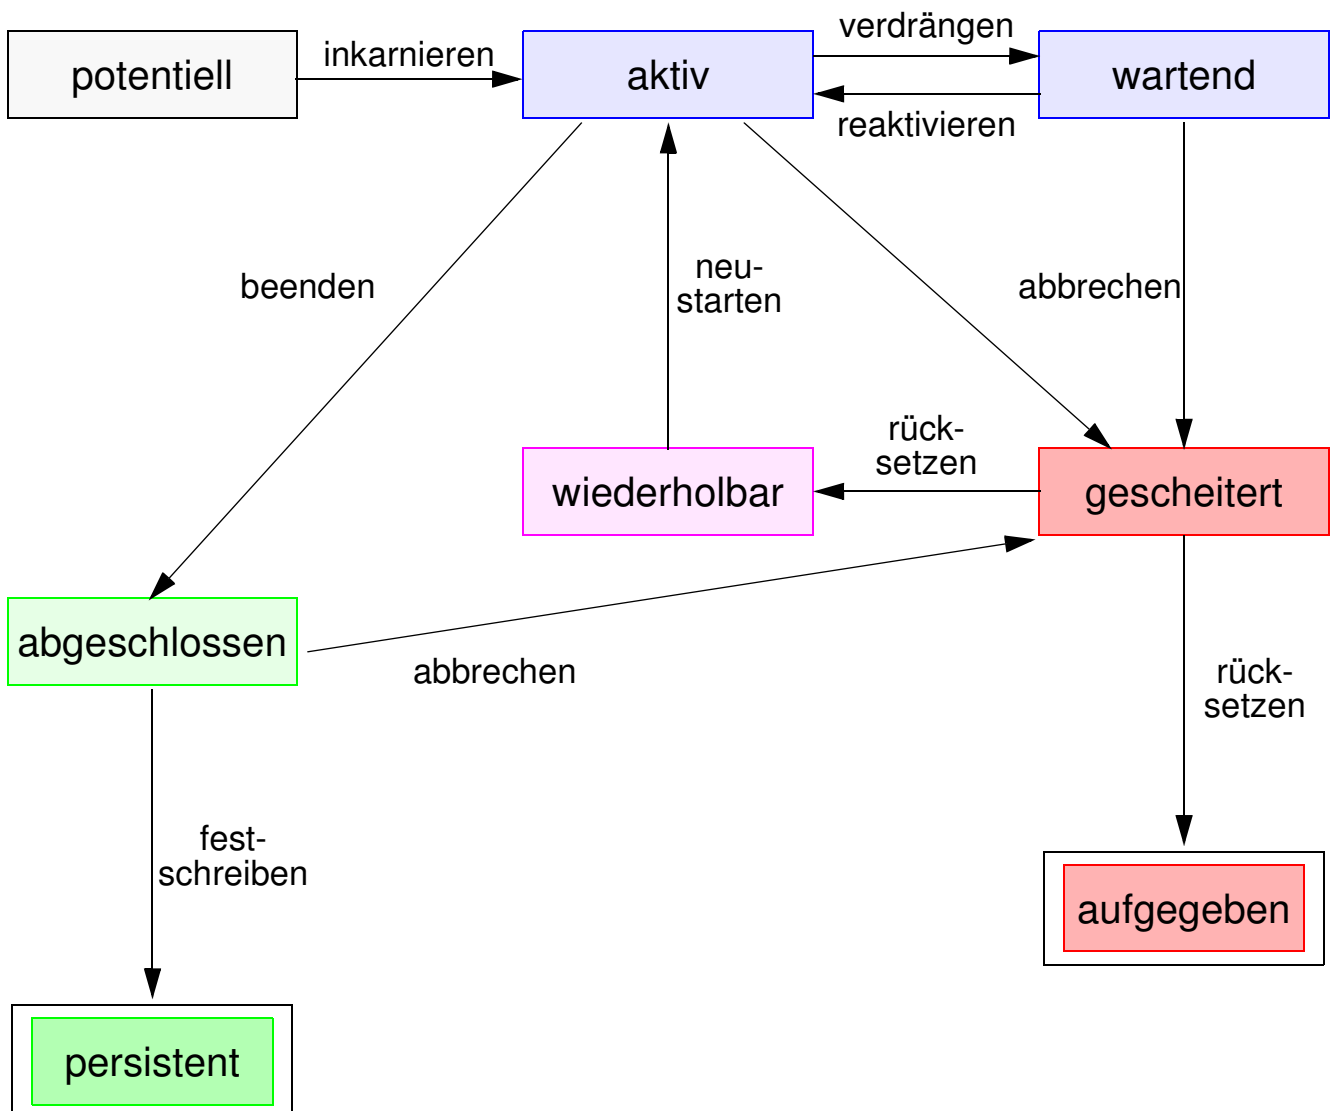 potentiell
inkarnieren
aktiv
verdrängen
wartend
reaktivieren
beenden
neu-
starten
abbrechen
rück-
setzen
wiederholbar
gescheitert
abgeschlossen
abbrechen
rück-
setzen
fest-
schreiben
aufgegeben
persistent